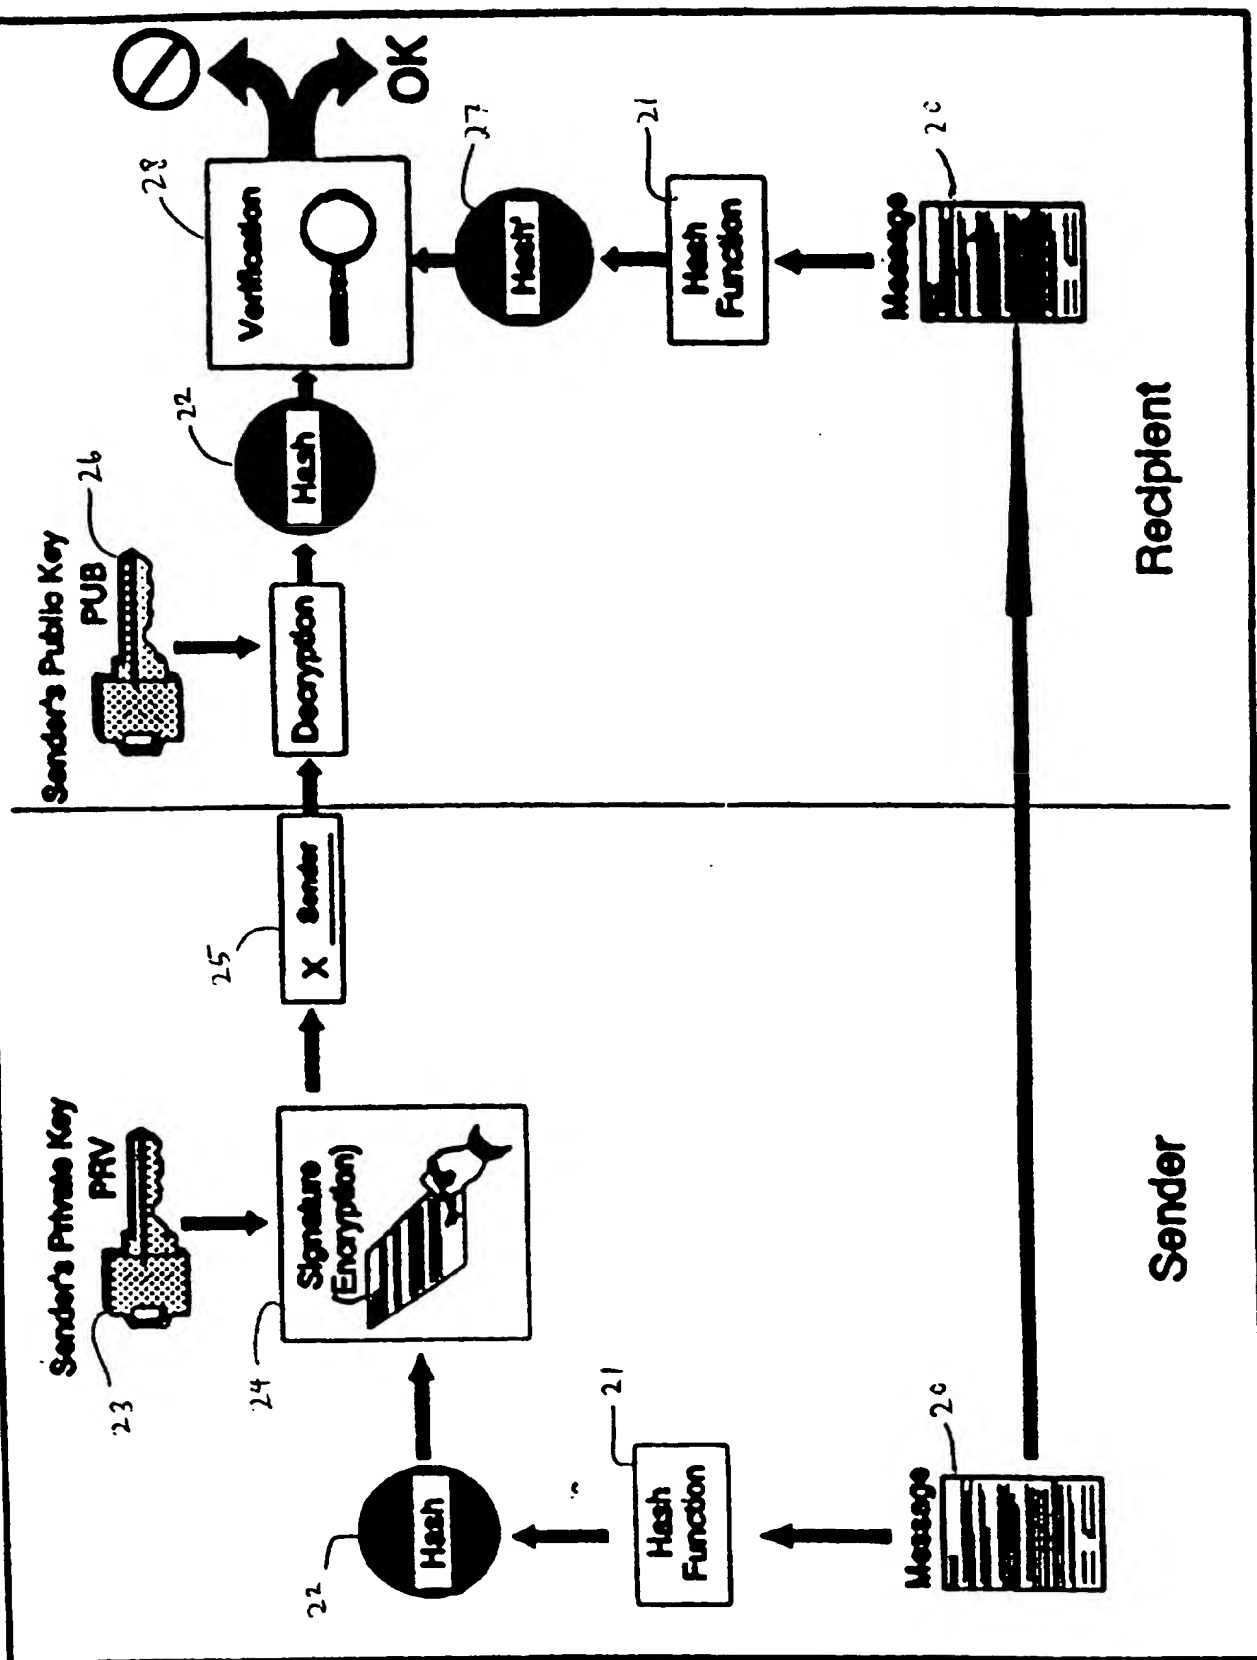 Sender's Private Key
PRV
23
Signature
(Encryption)
24
Hash
22
Hash
Function
21
Message
20
Sender
X Sender
25
Sender's Public Key
PUB
26
Decryption
Hash
22
Verification
28
OK
Hash'
27
Hash
Function
21
Message
20
Recipient